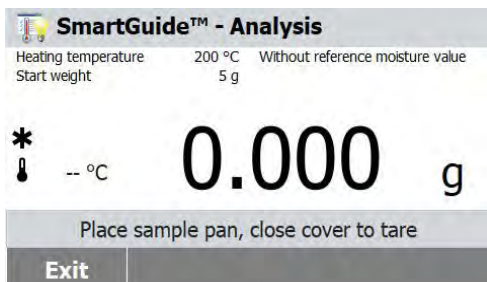 SmartGuide™ - Analysis
Heating temperature 200 °C Without reference moisture value
Start weight 5 g
-- °C 0.000 g
Place sample pan, close cover to tare
Exit